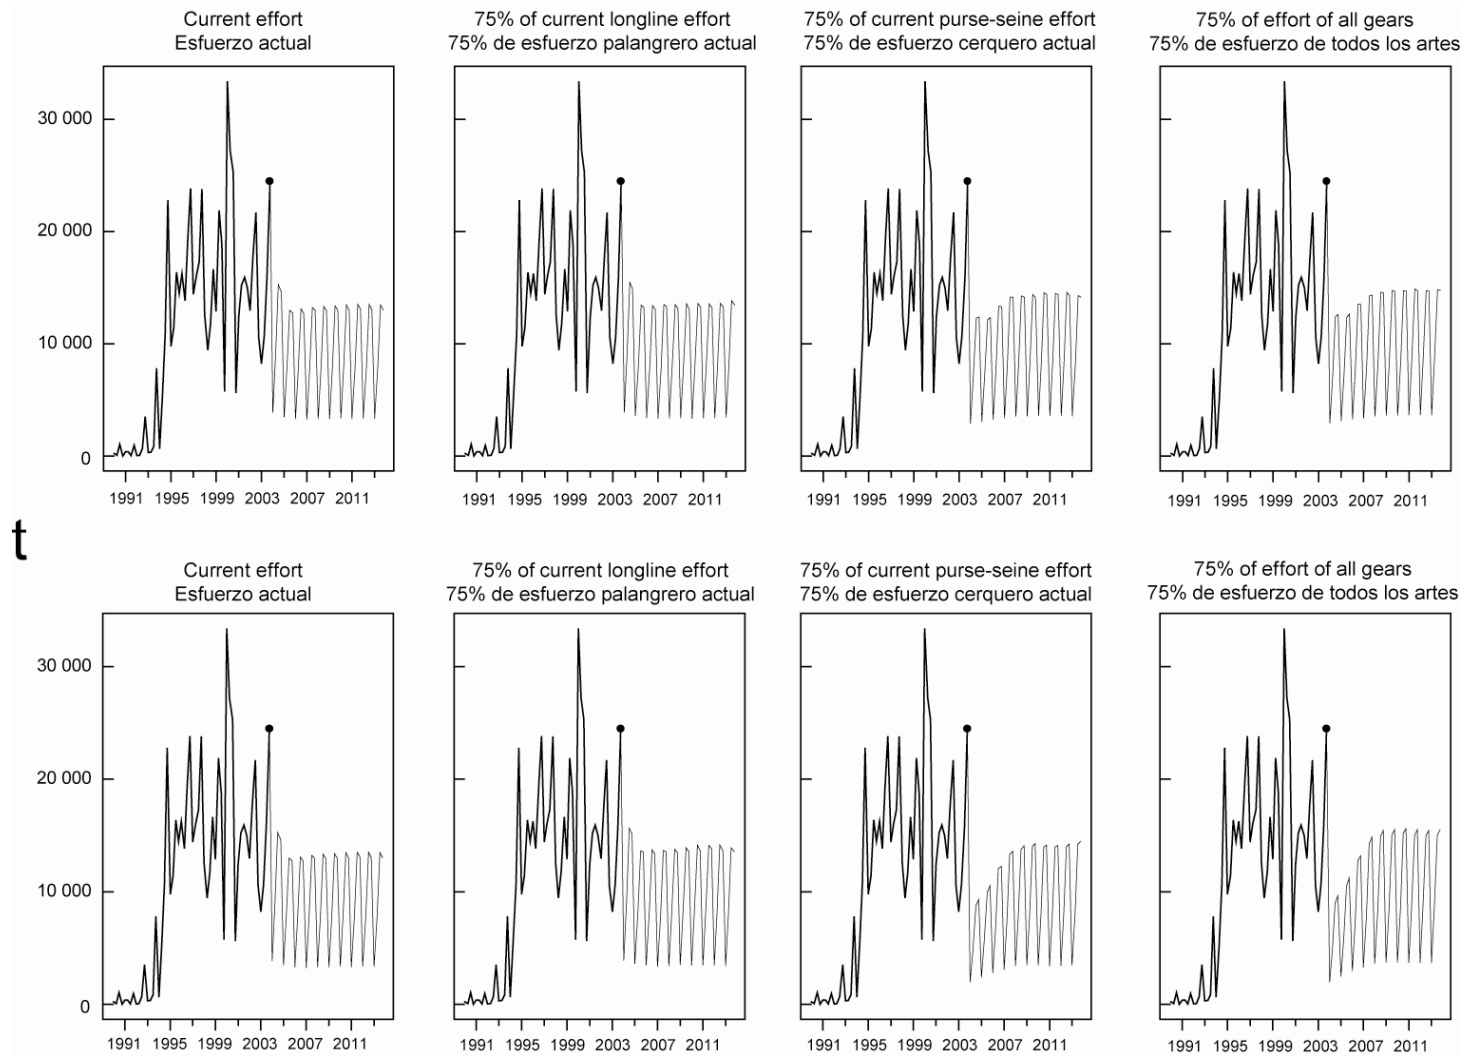 Current effort
Esfuerzo actual
75% of current longline effort
75% de esfuerzo palangrero actual
75% of current purse-seine effort
75% de esfuerzo cerquero actual
75% of effort of all gears
75% de esfuerzo de todos los artes
30 000
20 000
10 000
0
1991 1995 1999 2003 2007 2011
1991 1995 1999 2003 2007 2011
1991 1995 1999 2003 2007 2011
1991 1995 1999 2003 2007 2011
t
Current effort
Esfuerzo actual
75% of current longline effort
75% de esfuerzo palangrero actual
75% of current purse-seine effort
75% de esfuerzo cerquero actual
75% of effort of all gears
75% de esfuerzo de todos los artes
30 000
20 000
10 000
0
1991 1995 1999 2003 2007 2011
1991 1995 1999 2003 2007 2011
1991 1995 1999 2003 2007 2011
1991 1995 1999 2003 2007 2011